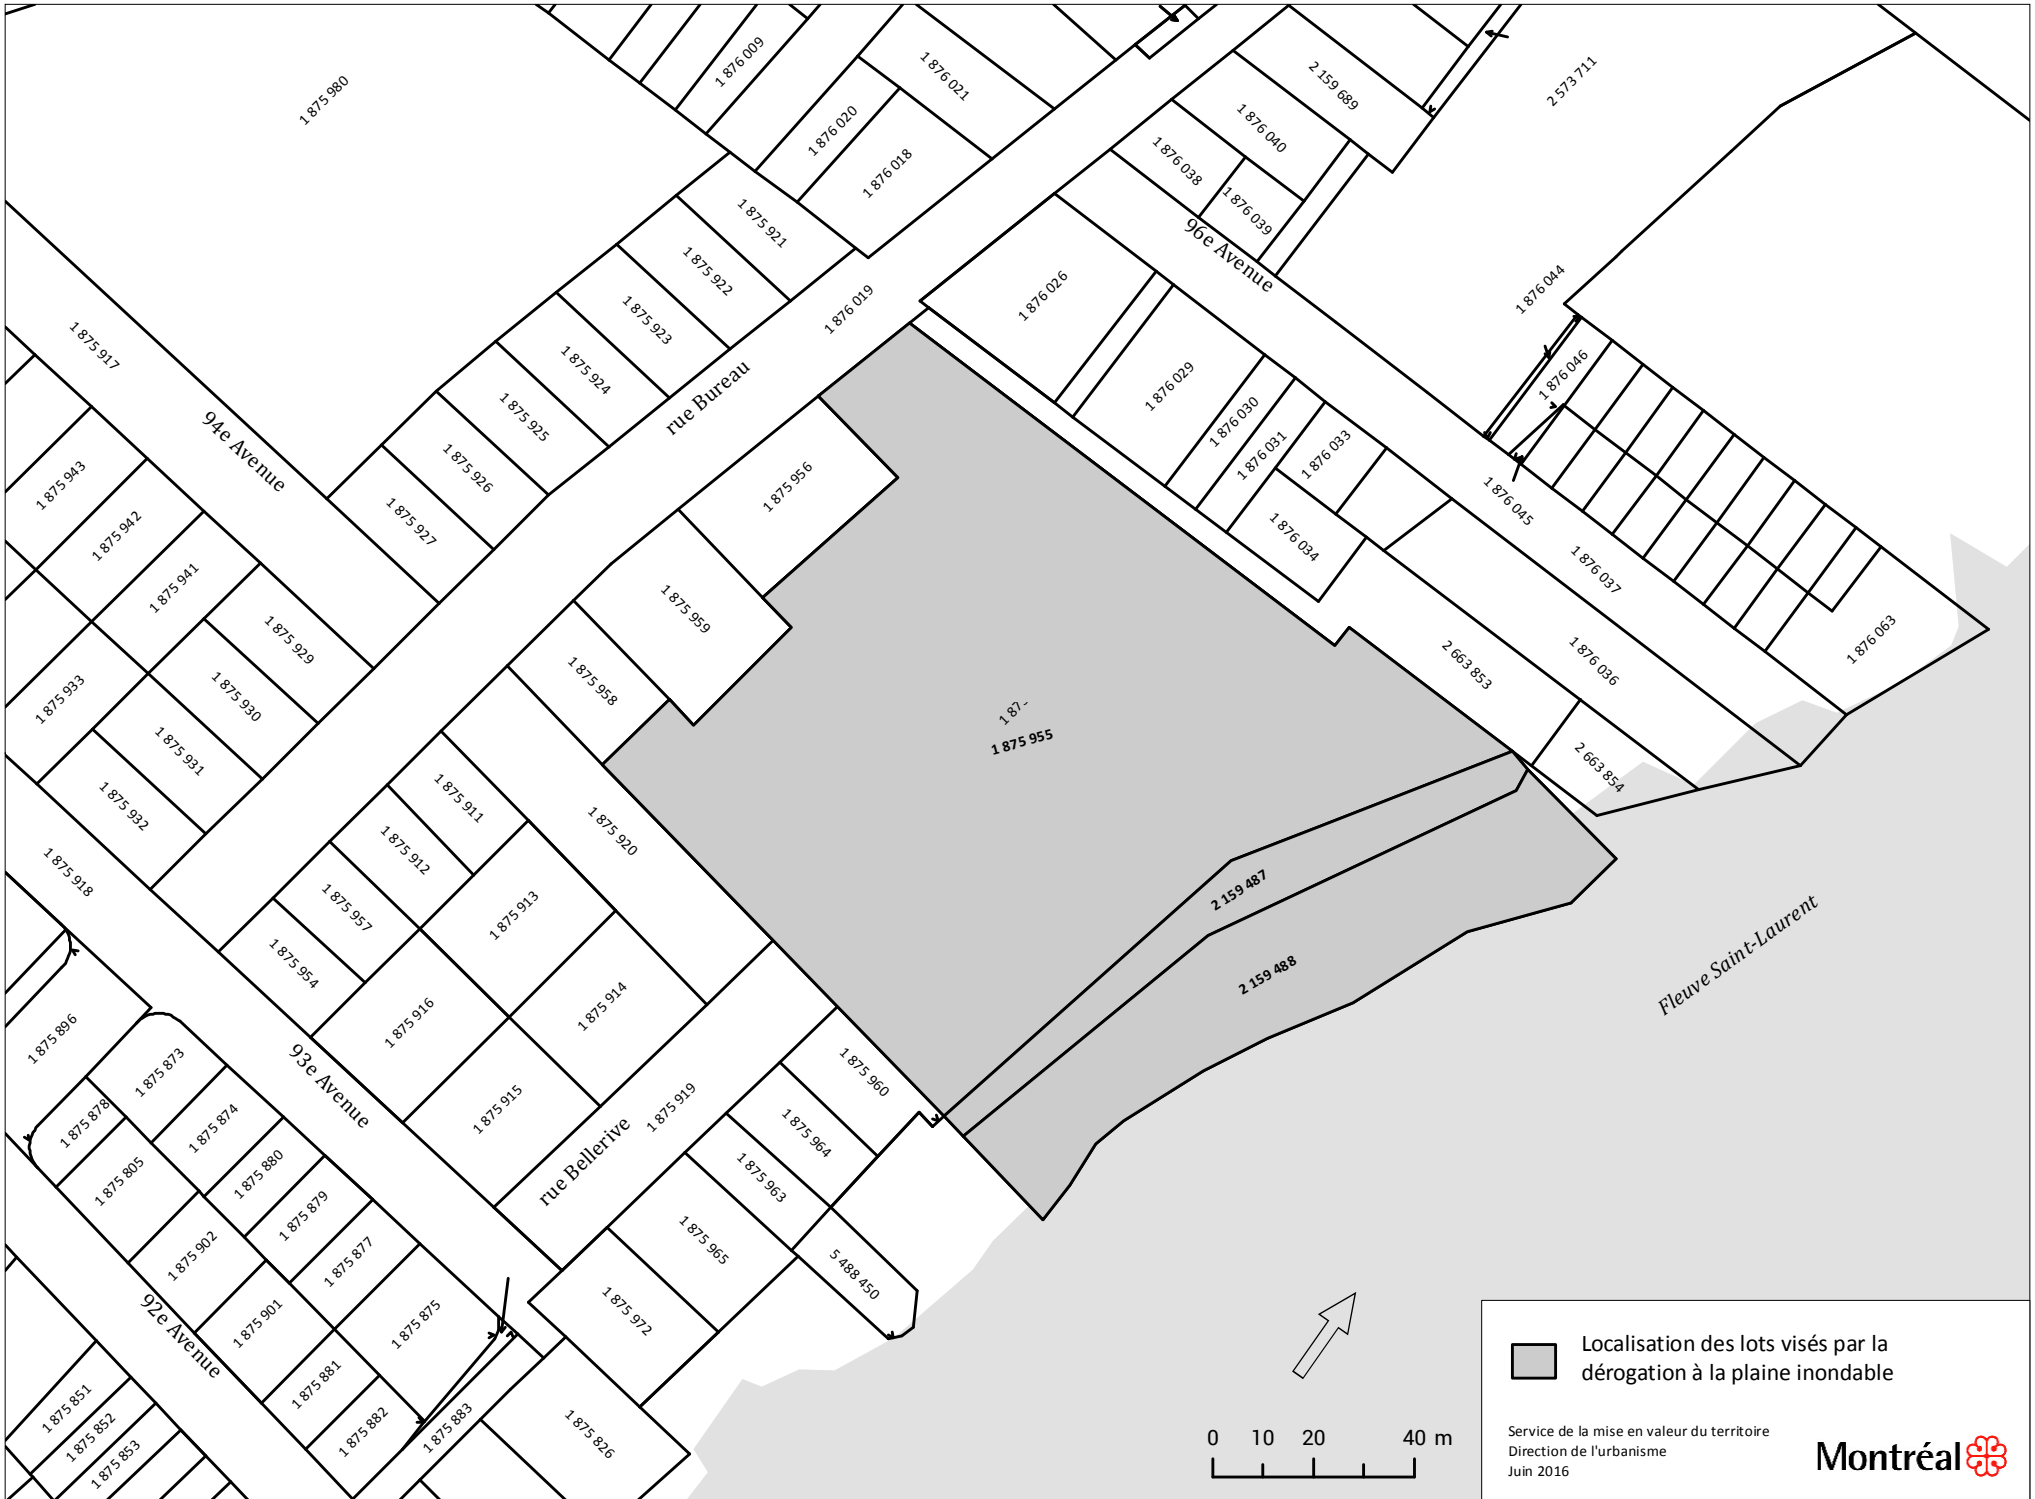 1 875 980
1 876 009
1 876 021
1 876 020
1 876 018
2 159 689
2 573 711
1 876 040
1 876 038
1 876 039
96e Avenue
1 875 921
1 875 922
1 875 923
1 875 924
1 875 925
1 875 926
1 875 927
1 876 019
rue Bureau
1 875 917
94e Avenue
1 876 026
1 876 029
1 876 030
1 876 031
1 876 033
1 876 034
1 876 044
1 876 046
1 876 045
1 876 037
1 876 036
1 876 063
2 663 853
2 663 854
1 875 943
1 875 942
1 875 941
1 875 929
1 875 930
1 875 931
1 875 932
1 875 933
1 875 956
1 875 959
1 875 958
1 87-
1 875 955
2 159 487
2 159 488
Fleuve Saint-Laurent
1 875 918
1 875 911
1 875 912
1 875 957
1 875 954
1 875 920
1 875 913
1 875 914
1 875 916
1 875 915
93e Avenue
1 875 919
rue Bellerive
1 875 960
1 875 964
1 875 963
1 875 965
1 875 972
5 488 450
1 875 896
1 875 873
1 875 878
1 875 874
1 875 805
1 875 880
1 875 879
1 875 902
1 875 877
1 875 901
1 875 875
92e Avenue
1 875 881
1 875 882
1 875 883
1 875 826
1 875 851
1 875 852
1 875 853
0 10 20 40 m
Localisation des lots visés par la
dérogation à la plaine inondable
Service de la mise en valeur du territoire
Direction de l'urbanisme
Juin 2016
Montréal